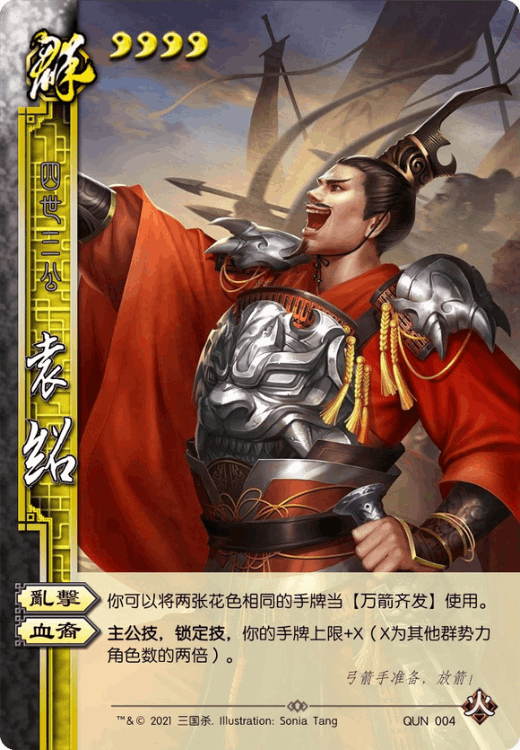 群
四世三公
袁绍
亂擊
你可以将两张花色相同的手牌当【万箭齐发】使用。
血裔
主公技，锁定技，你的手牌上限+X（X为其他群势力
角色数的两倍）。
弓箭手准备，放箭！
™&© 2021 三国杀. Illustration: Sonia Tang
QUN 004
火